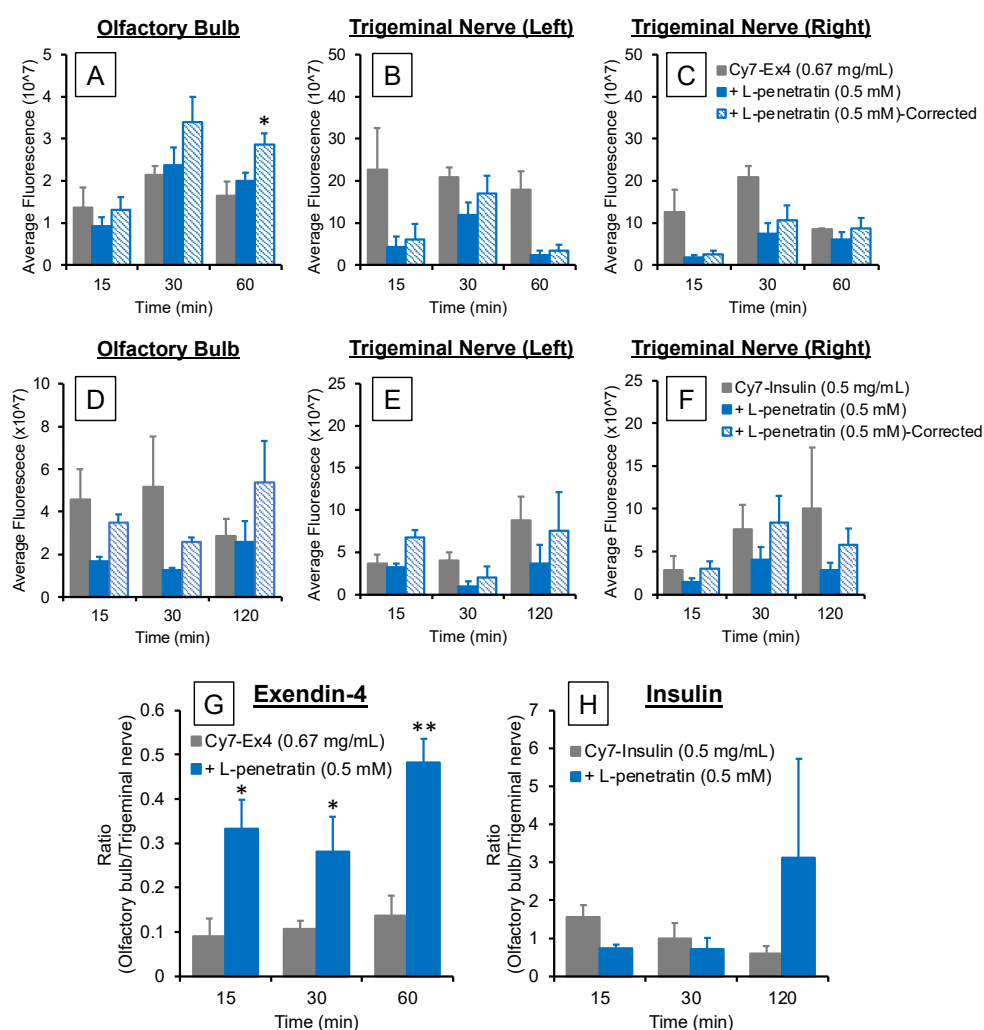 Olfactory Bulb
Trigeminal Nerve (Left)
Trigeminal Nerve (Right)
A
B
C
Average Fluorescence (10^7)
5
4
3
2
1
0
*
15 30 60
Time (min)
Average Fluorescence (10^7)
50
40
30
20
10
0
15 30 60
Time (min)
Average Fluorescence (10^7)
50
40
30
20
10
0
Cy7-Ex4 (0.67 mg/mL)
+ L-penetratin (0.5 mM)
+ L-penetratin (0.5 mM)-Corrected
15 30 60
Time (min)
Olfactory Bulb
Trigeminal Nerve (Left)
Trigeminal Nerve (Right)
D
E
F
Average Fluorescece (x10^7)
10
8
6
4
2
0
15 30 120
Time (min)
Average Fluorescece (x10^7)
25
20
15
10
5
0
15 30 120
Time (min)
Average Fluorescece (x10^7)
25
20
15
10
5
0
Cy7-Insulin (0.5 mg/mL)
+ L-penetratin (0.5 mM)
+ L-penetratin (0.5 mM)-Corrected
15 30 120
Time (min)
G
Exendin-4
Ratio
(Olfactory bulb/Trigeminal nerve)
0.6
0.5
0.4
0.3
0.2
0.1
0
Cy7-Ex4 (0.67 mg/mL)
+ L-penetratin (0.5 mM)
*
*
**
15 30 60
Time (min)
H
Insulin
Ratio
(Olfactory bulb/Trigeminal nerve)
7
6
5
4
3
2
1
0
Cy7-Insulin (0.5 mg/mL)
+ L-penetratin (0.5 mM)
15 30 120
Time (min)